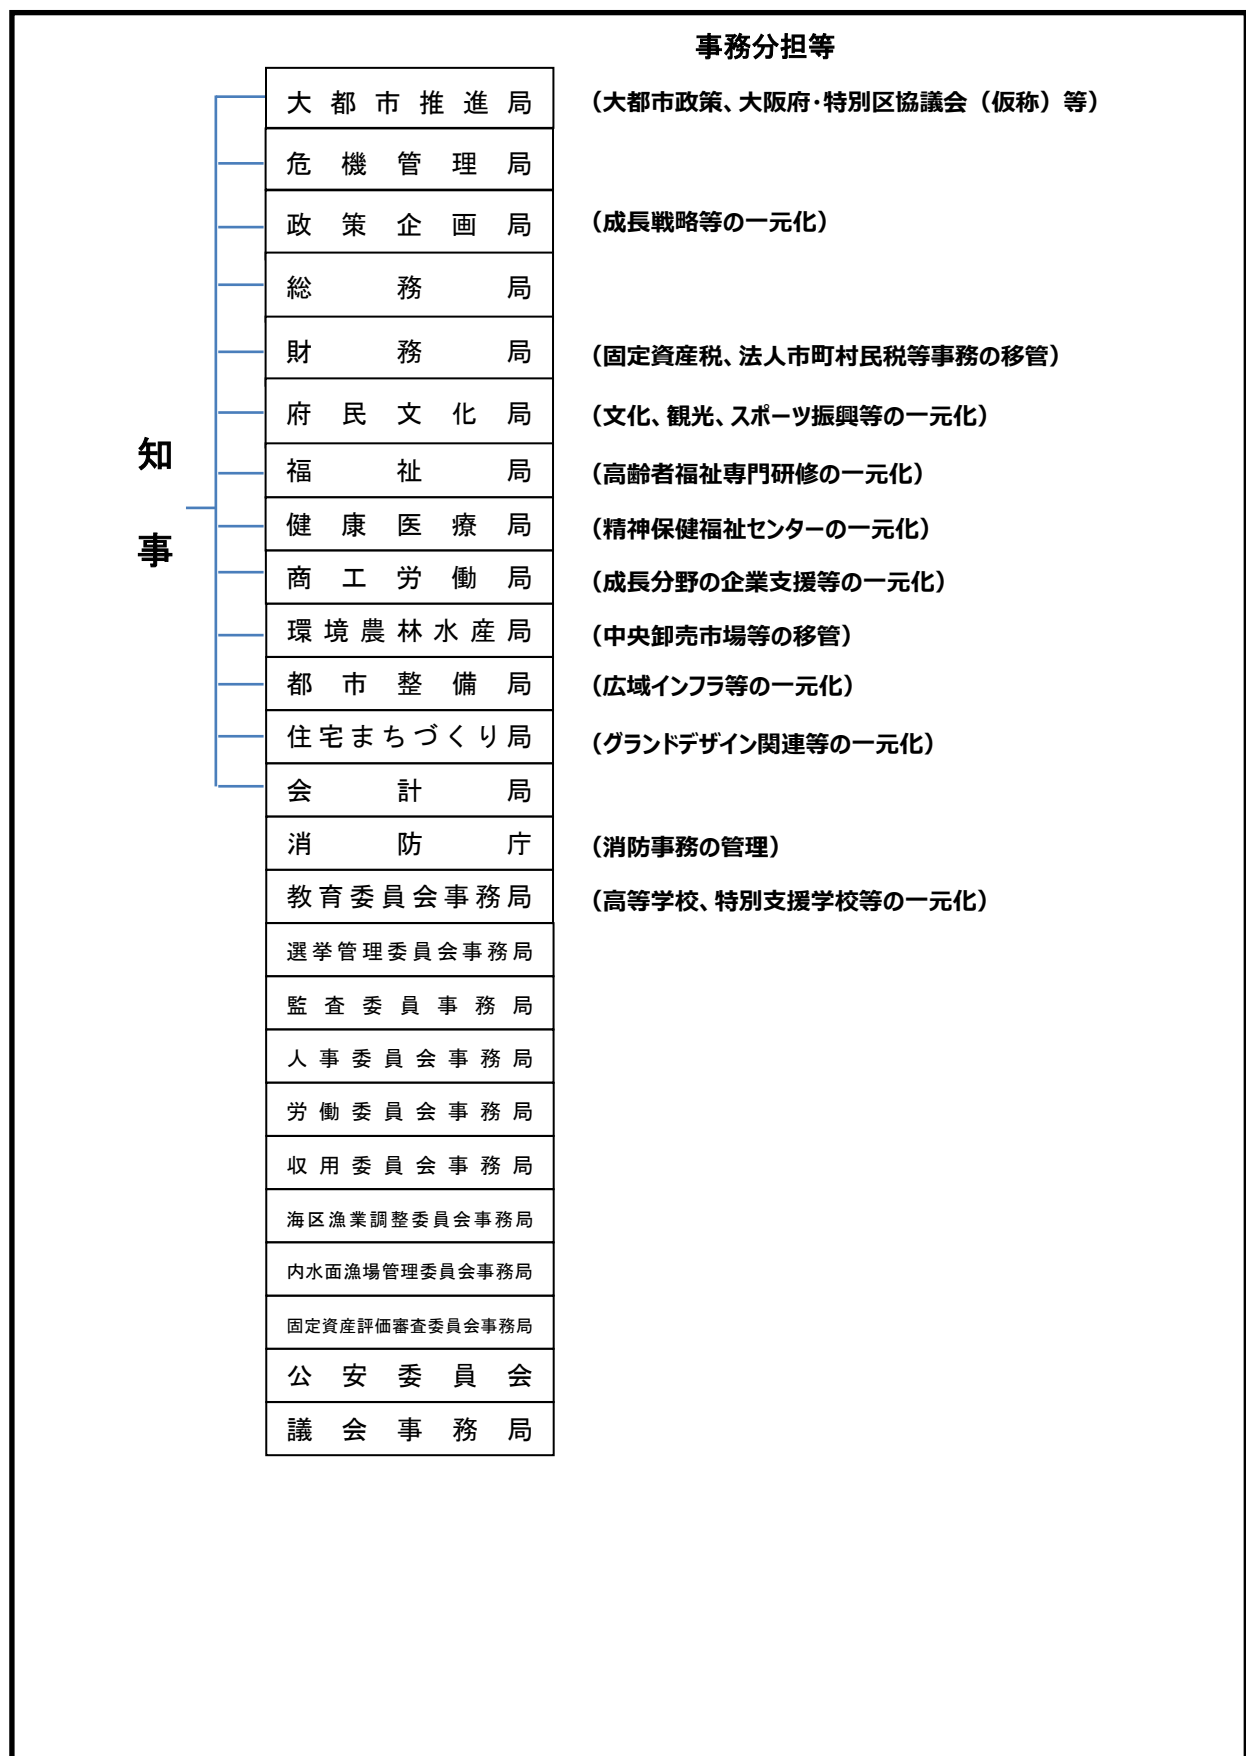 事務分担等
大都市推進局 （大都市政策、大阪府・特別区協議会（仮称）等）
危機管理局
政策企画局 （成長戦略等の一元化）
総務局
財務局 （固定資産税、法人市町村民税等事務の移管）
府民文化局 （文化、観光、スポーツ振興等の一元化）
知事
福祉局 （高齢者福祉専門研修の一元化）
健康医療局 （精神保健福祉センターの一元化）
商工労働局 （成長分野の企業支援等の一元化）
環境農林水産局 （中央卸売市場等の移管）
都市整備局 （広域インフラ等の一元化）
住宅まちづくり局 （グランドデザイン関連等の一元化）
会計局
消防庁 （消防事務の管理）
教育委員会事務局 （高等学校、特別支援学校等の一元化）
選挙管理委員会事務局
監査委員事務局
人事委員会事務局
労働委員会事務局
収用委員会事務局
海区漁業調整委員会事務局
内水面漁場管理委員会事務局
固定資産評価審査委員会事務局
公安委員会
議会事務局